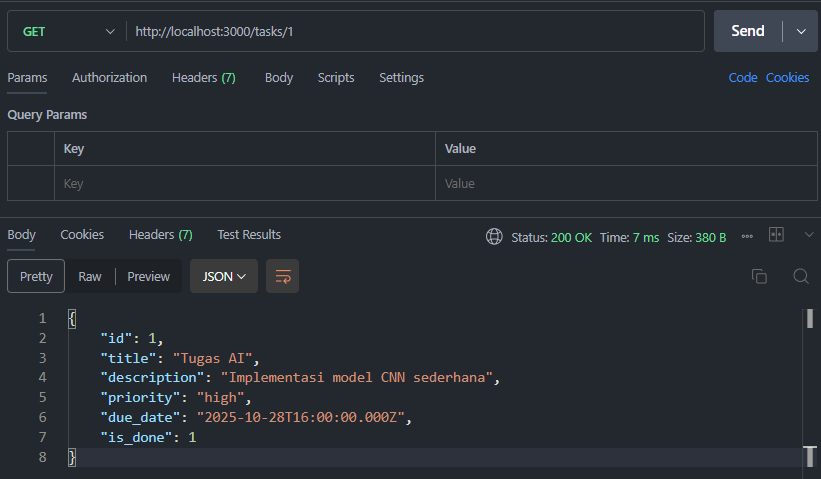 GET http://localhost:3000/tasks/1 Send
Params Authorization Headers (7) Body Scripts Settings Code Cookies
Query Params
Key Value
Key Value
Body Cookies Headers (7) Test Results Status: 200 OK Time: 7 ms Size: 380 B
Pretty Raw Preview JSON
1 {
2 "id": 1,
3 "title": "Tugas AI",
4 "description": "Implementasi model CNN sederhana",
5 "priority": "high",
6 "due_date": "2025-10-28T16:00:00.000Z",
7 "is_done": 1
8 }